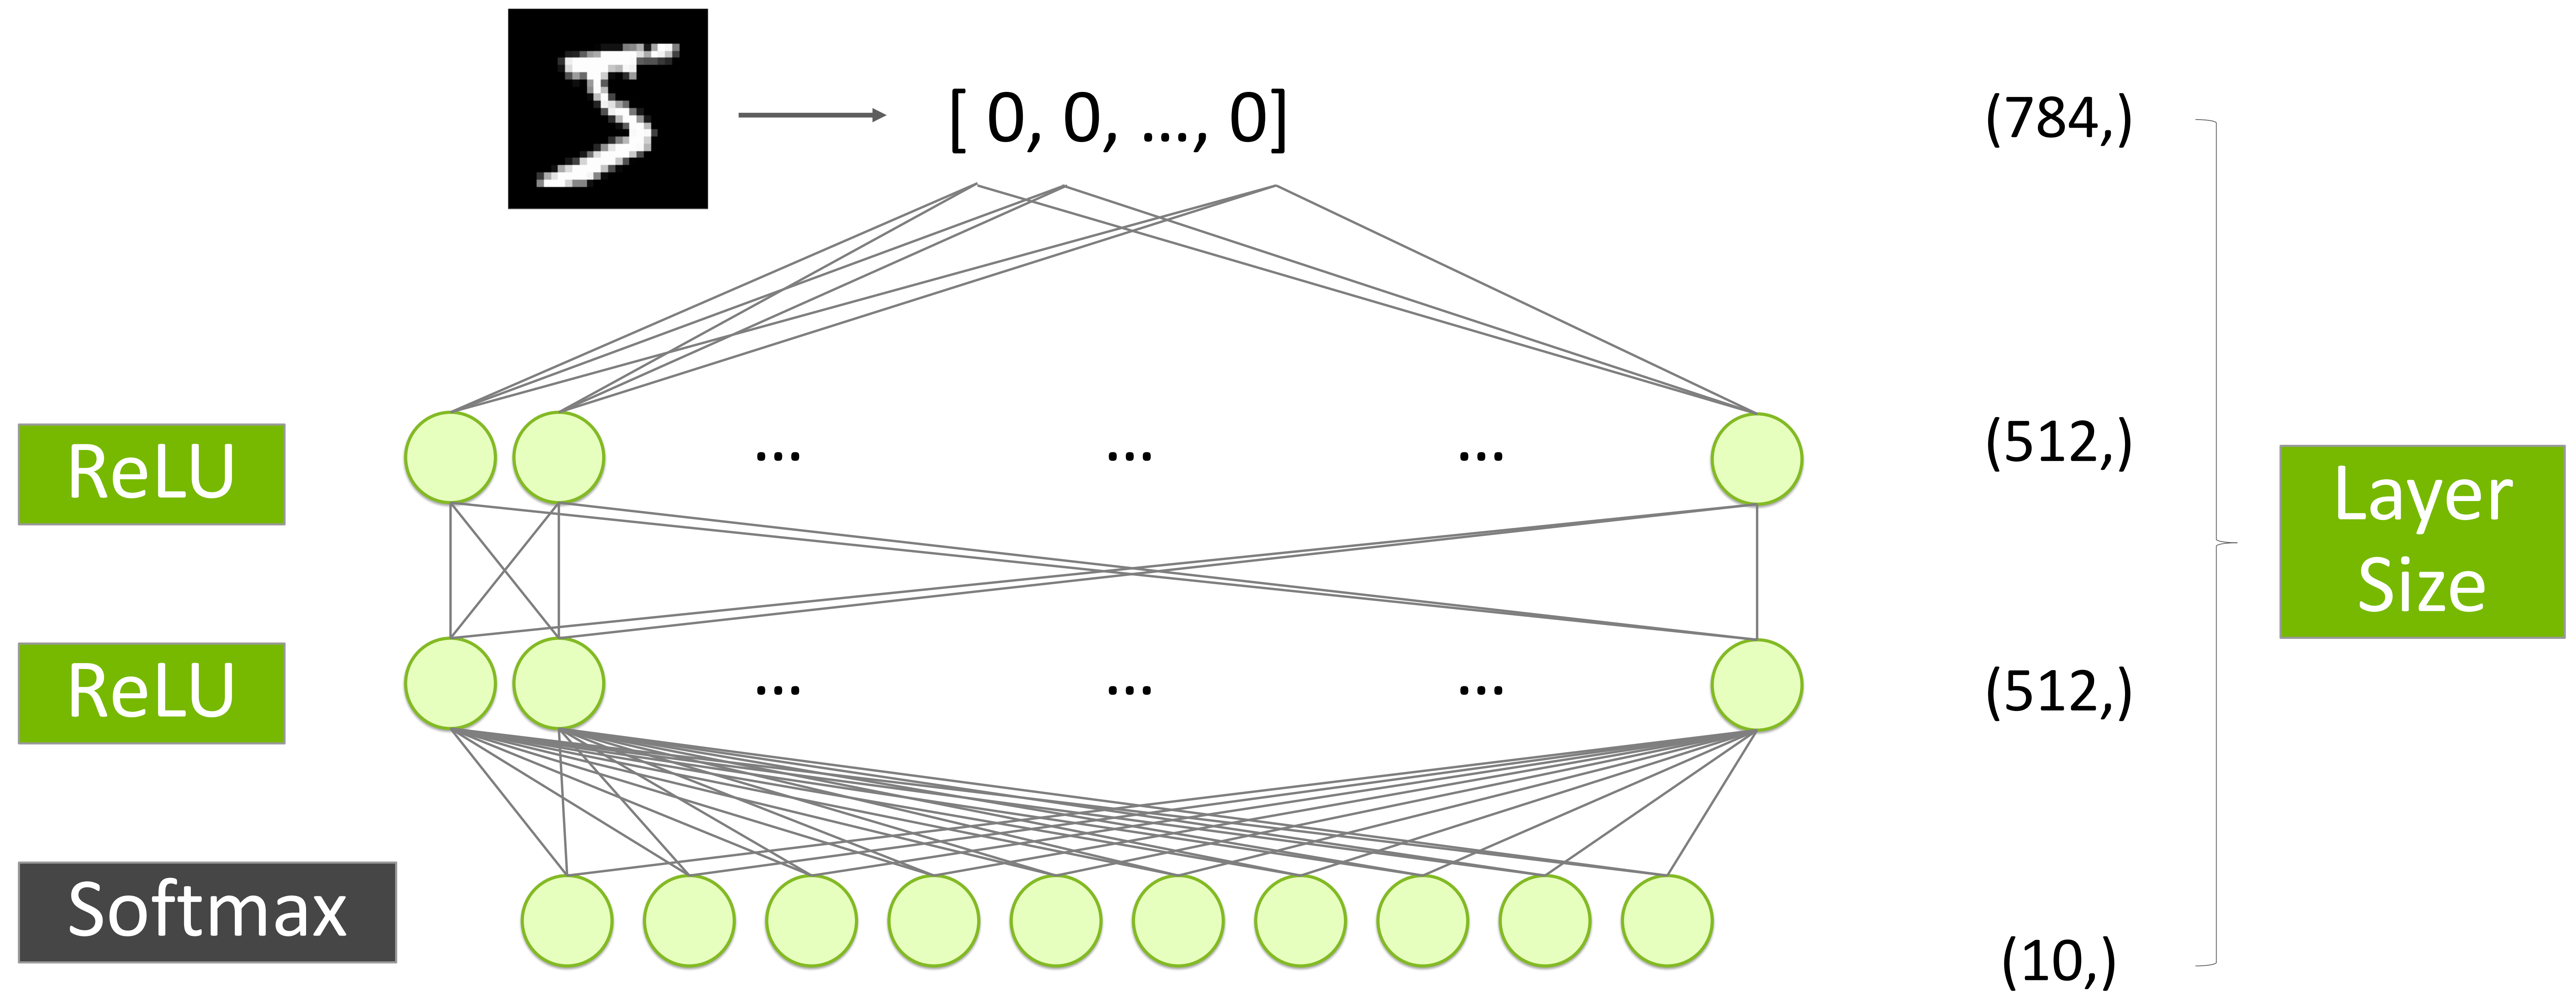 [ 0, 0, ..., 0]
(784,)
ReLU
... ... ...
(512,)
Layer
Size
ReLU
... ... ...
(512,)
Softmax
(10,)